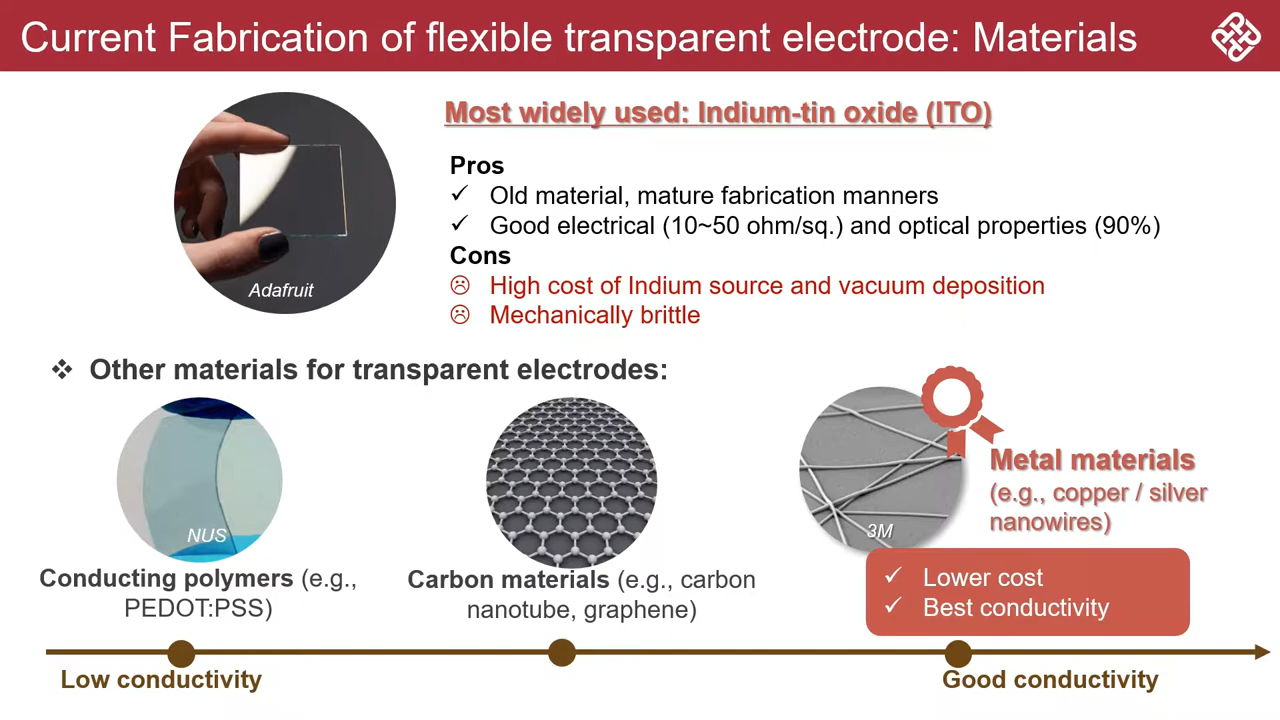 Current Fabrication of flexible transparent electrode: Materials
Most widely used: Indium-tin oxide (ITO)
Pros
✓ Old material, mature fabrication manners
✓ Good electrical (10~50 ohm/sq.) and optical properties (90%)
Cons
☹ High cost of Indium source and vacuum deposition
☹ Mechanically brittle
Adafruit
❖ Other materials for transparent electrodes:
NUS
Conducting polymers (e.g.,
PEDOT:PSS)
Carbon materials (e.g., carbon
nanotube, graphene)
3M
Metal materials
(e.g., copper / silver
nanowires)
✓ Lower cost
✓ Best conductivity
Low conductivity
Good conductivity